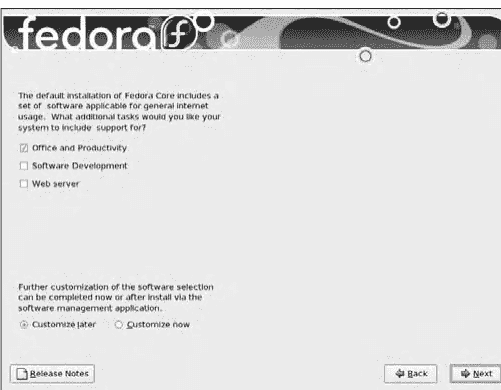 fedora
The default installation of Fedora Core includes a
set of software applicable for general internet
usage. What additional tasks would you like your
system to include support for?
Office and Productivity
Software Development
Web server
Further customization of the software selection
can be completed now or after install via the
software management application.
Customize later Customize now
Release Notes Back Next